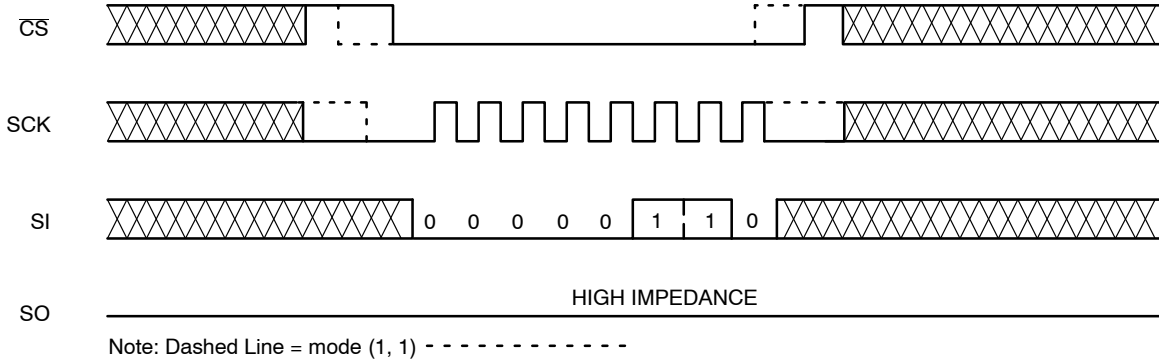 CS
SCK
SI
0 0 0 0 0 1 1 0
SO
HIGH IMPEDANCE
Note: Dashed Line = mode (1, 1)